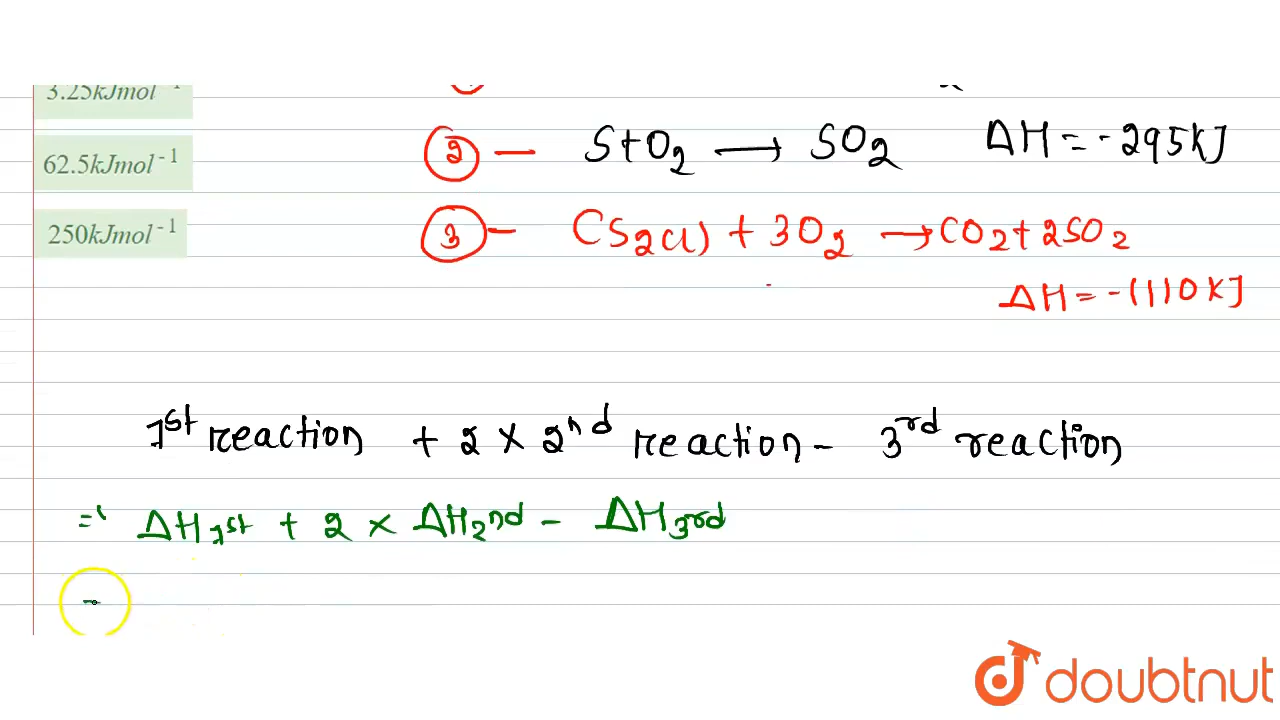 3.25kJmol⁻¹
② — S+O₂ ⟶ SO₂ ΔH = -295KJ
62.5kJmol⁻¹
③ — CS₂(l) + 3O₂ → CO₂ + 2SO₂
250kJmol⁻¹
ΔH = -1110KJ
1st reaction + 2 × 2nd reaction - 3rd reaction
=) ΔH1st + 2 × ΔH2nd - ΔH3rd
doubtnut